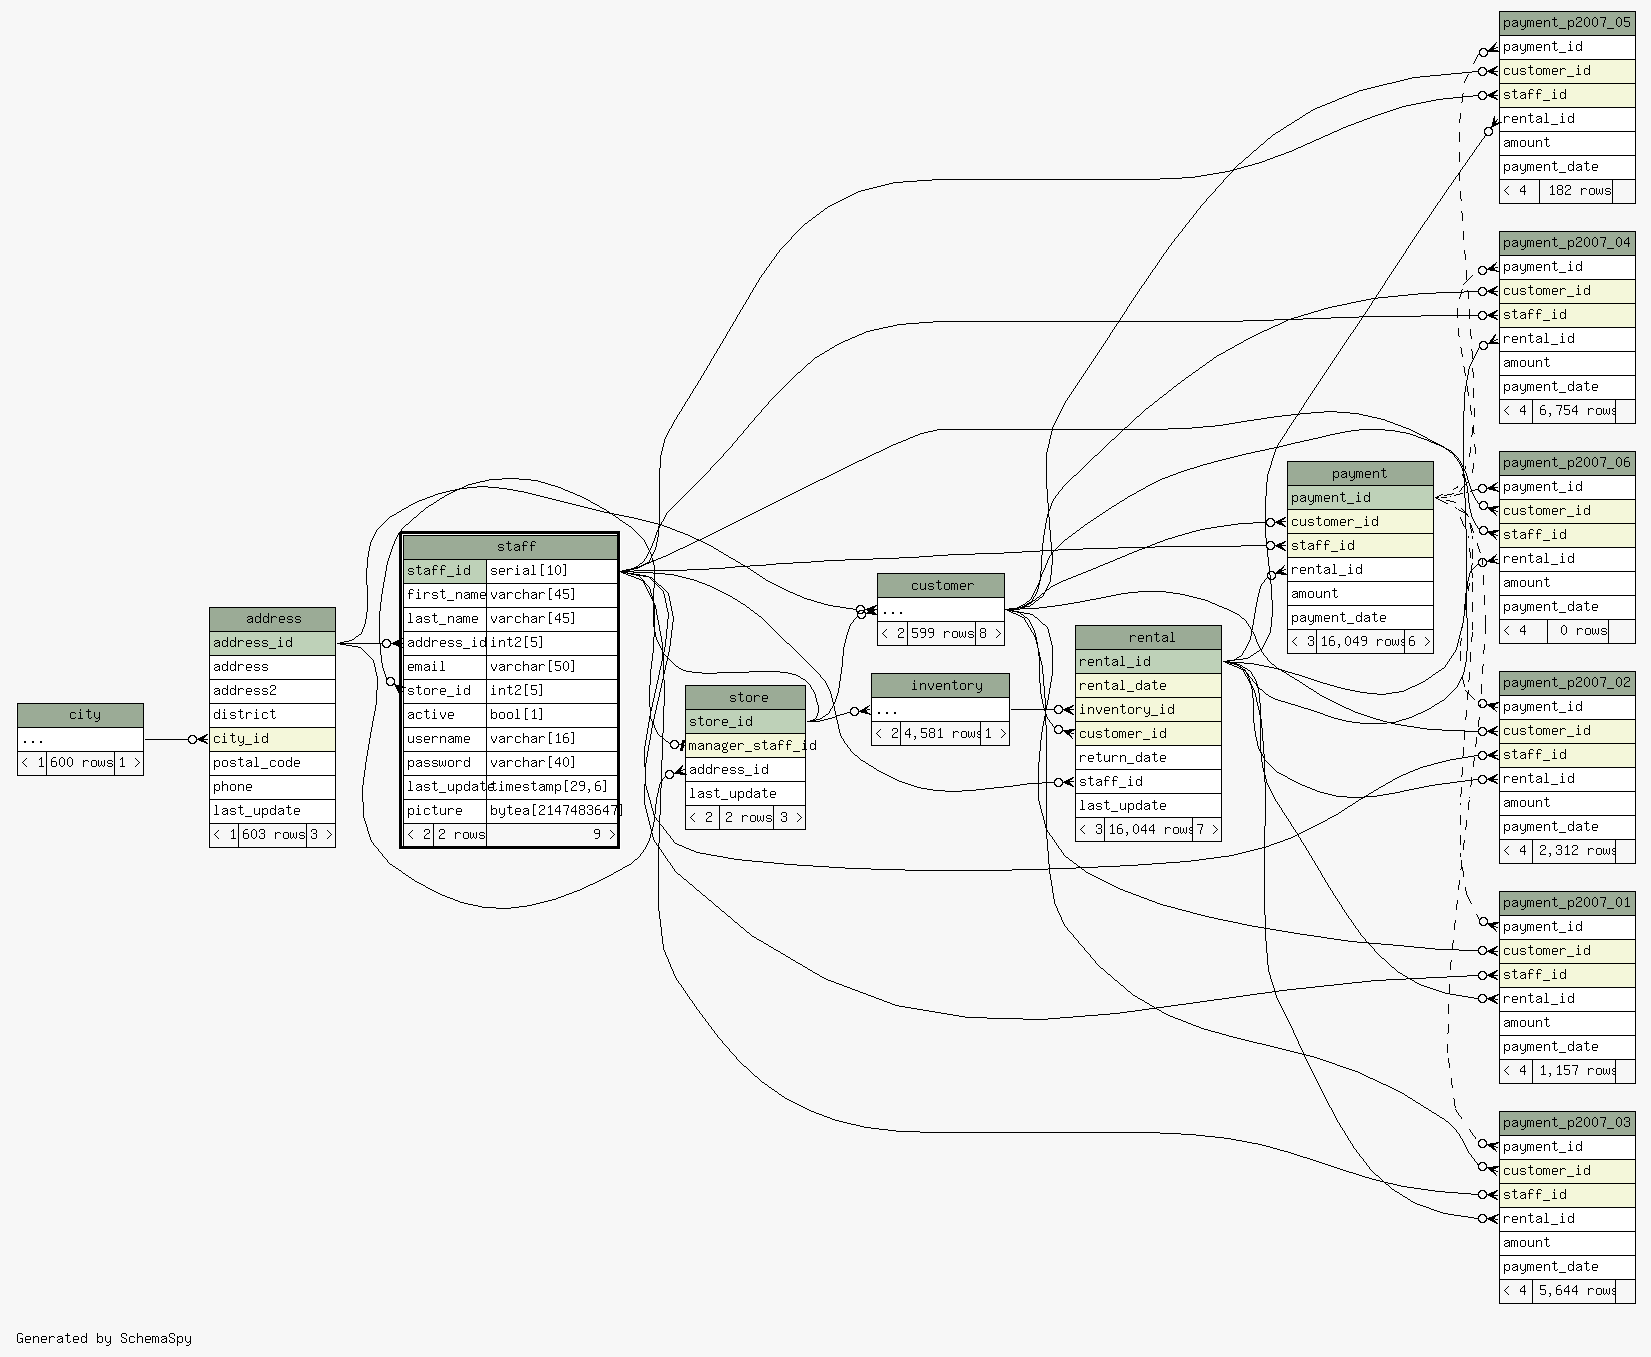 city
...
< 1 600 rows 1 >
address
address_id
address
address2
district
city_id
postal_code
phone
last_update
< 1 603 rows 3 >
staff
staff_id serial[10]
first_name varchar[45]
last_name varchar[45]
address_id int2[5]
email varchar[50]
store_id int2[5]
active bool[1]
username varchar[16]
password varchar[40]
last_update timestamp[29,6]
picture bytea[2147483647]
< 2 2 rows 9 >
store
store_id
manager_staff_id
address_id
last_update
< 2 2 rows 3 >
customer
...
< 2 599 rows 8 >
inventory
...
< 2 4,581 rows 1 >
rental
rental_id
rental_date
inventory_id
customer_id
return_date
staff_id
last_update
< 3 16,044 rows 7 >
payment
payment_id
customer_id
staff_id
rental_id
amount
payment_date
< 3 16,049 rows 6 >
payment_p2007_05
payment_id
customer_id
staff_id
rental_id
amount
payment_date
< 4 182 rows
payment_p2007_04
payment_id
customer_id
staff_id
rental_id
amount
payment_date
< 4 6,754 rows
payment_p2007_06
payment_id
customer_id
staff_id
rental_id
amount
payment_date
< 4 0 rows
payment_p2007_02
payment_id
customer_id
staff_id
rental_id
amount
payment_date
< 4 2,312 rows
payment_p2007_01
payment_id
customer_id
staff_id
rental_id
amount
payment_date
< 4 1,157 rows
payment_p2007_03
payment_id
customer_id
staff_id
rental_id
amount
payment_date
< 4 5,644 rows
Generated by SchemaSpy